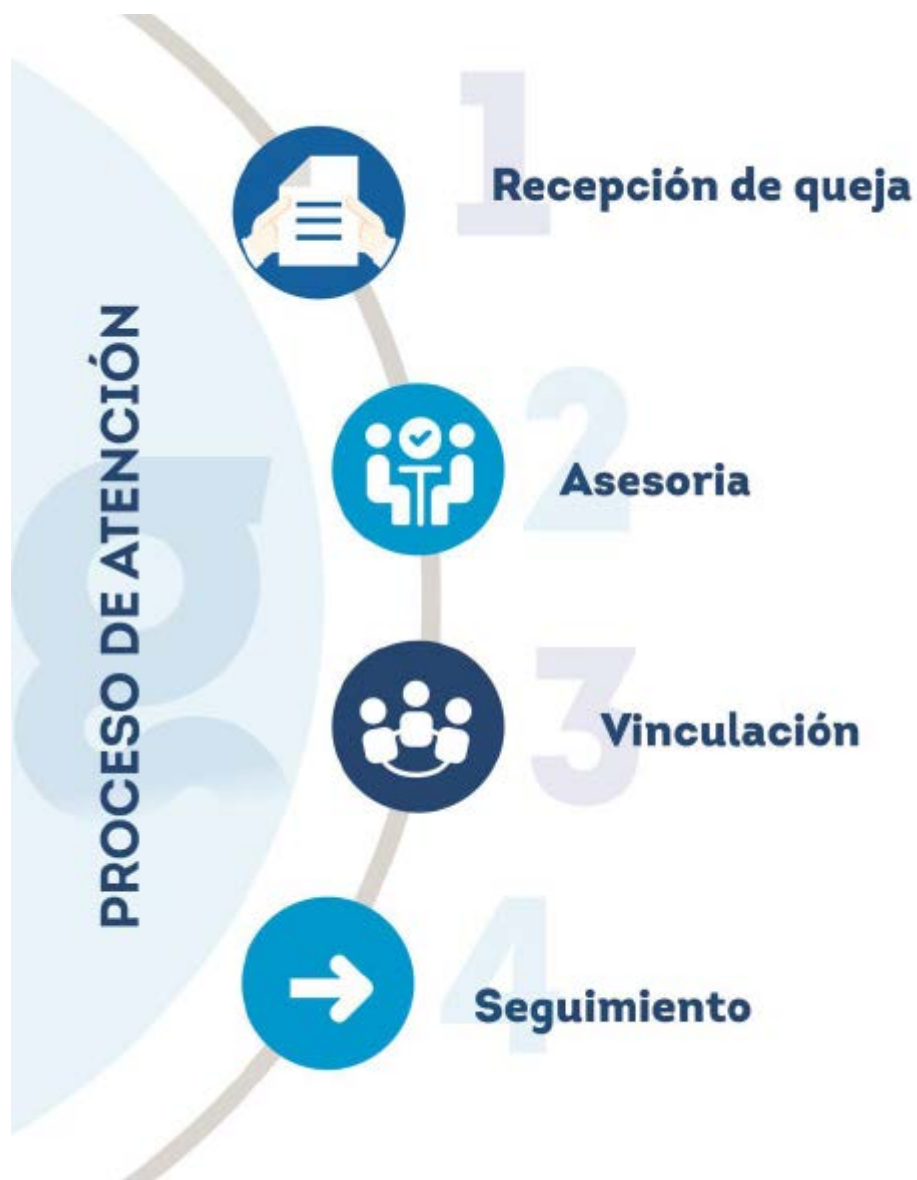 PROCESO DE ATENCIÓN
1
Recepción de queja
2
Asesoria
3
Vinculación
4
Seguimiento
g